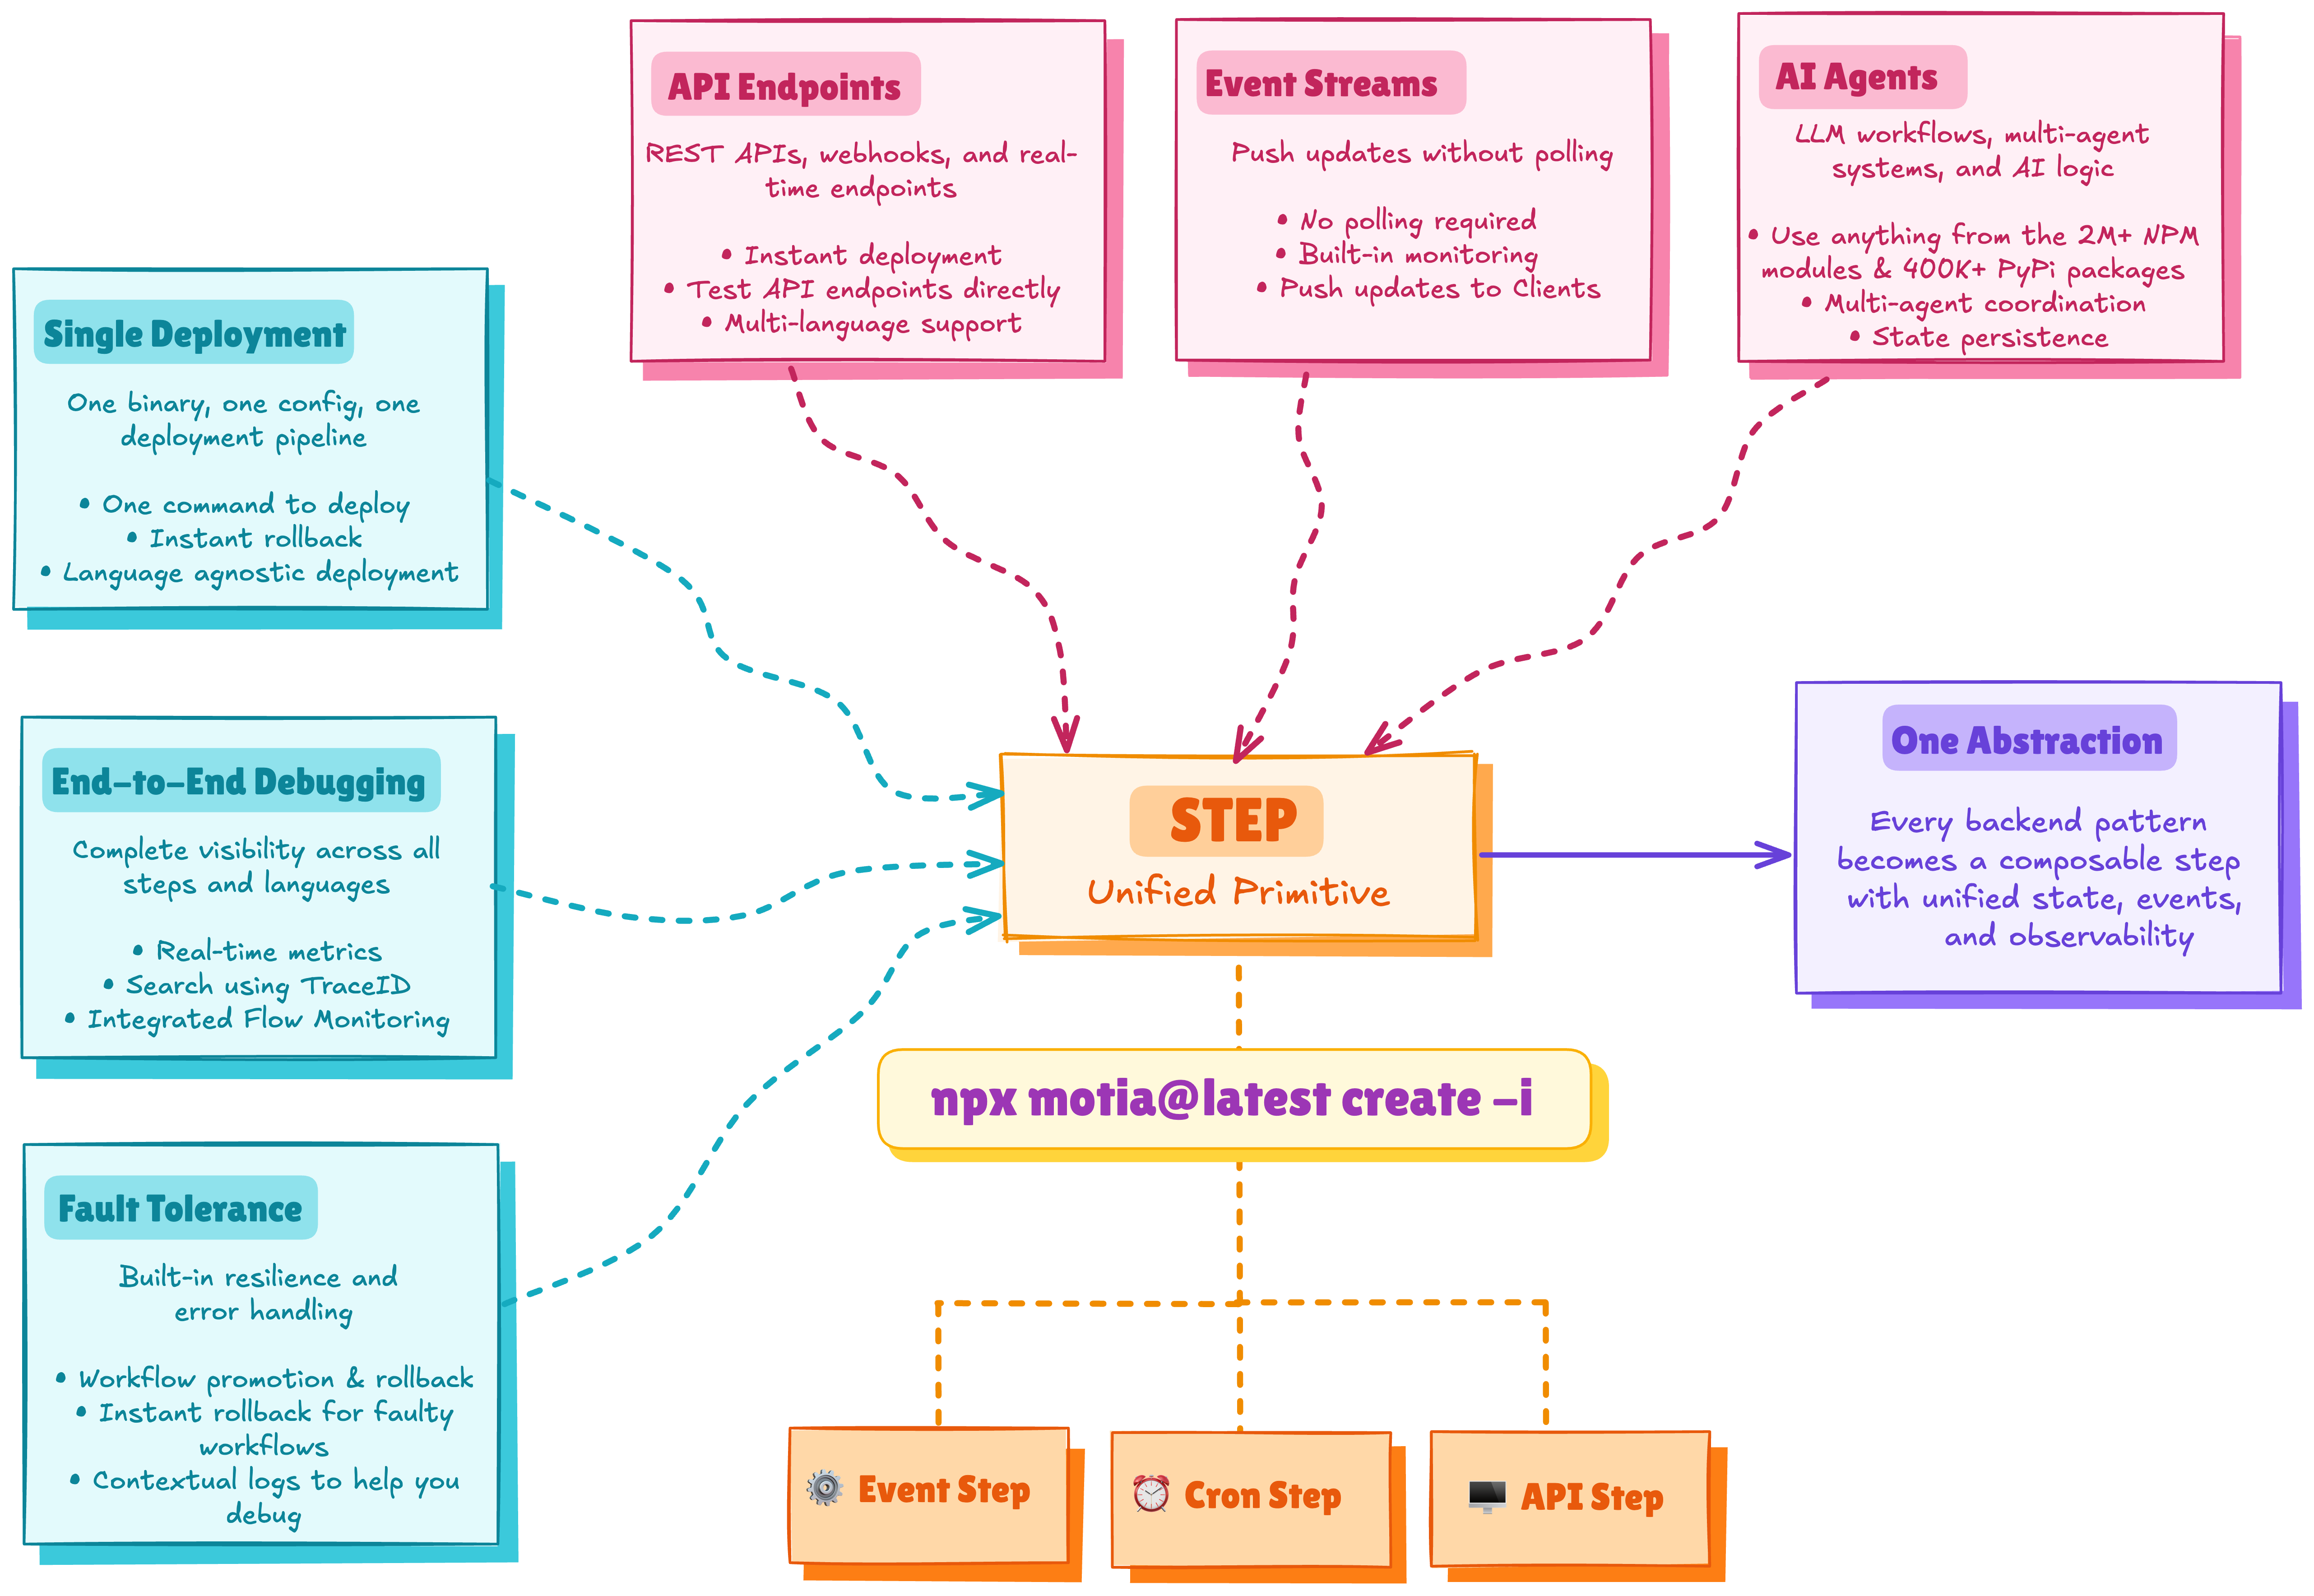 API Endpoints
REST APIs, webhooks, and real-
time endpoints
• Instant deployment
• Test API endpoints directly
• Multi-language support
Event Streams
Push updates without polling
• No polling required
• Built-in monitoring
• Push updates to Clients
AI Agents
LLM workflows, multi-agent
systems, and AI logic
• Use anything from the 2M+ NPM
modules & 400K+ PyPi packages
• Multi-agent coordination
• State persistence
Single Deployment
One binary, one config, one
deployment pipeline
• One command to deploy
• Instant rollback
• Language agnostic deployment
End-to-End Debugging
Complete visibility across all
steps and languages
• Real-time metrics
• Search using TraceID
• Integrated Flow Monitoring
Fault Tolerance
Built-in resilience and
error handling
• Workflow promotion & rollback
• Instant rollback for faulty
workflows
• Contextual logs to help you
debug
STEP
Unified Primitive
One Abstraction
Every backend pattern
becomes a composable step
with unified state, events,
and observability
npx motia@latest create -i
Event Step
Cron Step
API Step